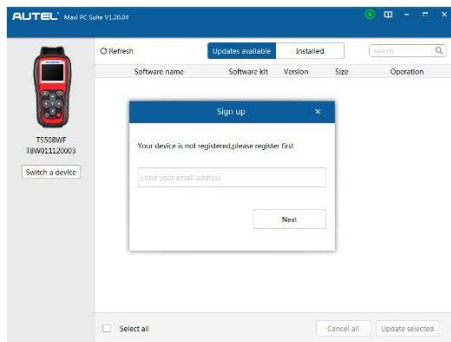 AUTEL Maxi PC Suite V1.20.04
Refresh
Updates available
Installed
search
Software name Software kit Version Size Operation
TS508WF
T8W011120003
Switch a device
Sign up
Your device is not registered,please register first
Enter your email address
Next
Select all
Cancel all
Update selected